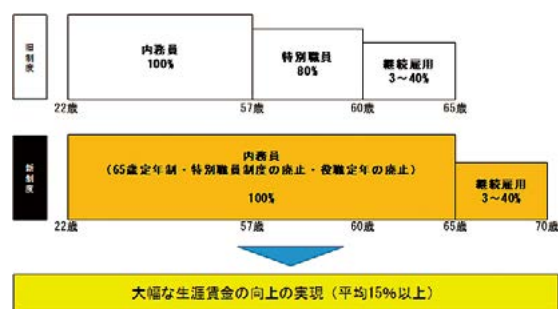 旧制度
内務員
100%
特別職員
80%
継続雇用
3～40%
22歳
57歳
60歳
65歳
新制度
内務員
（65歳定年制・特別職員制度の廃止・役職定年の廃止）
100%
継続雇用
3～40%
22歳
57歳
60歳
65歳
70歳
大幅な生涯賃金の向上の実現（平均15％以上）